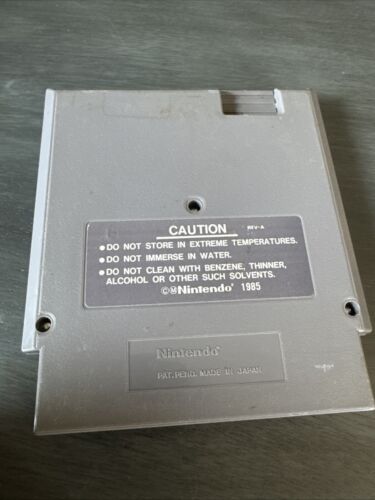 CAUTION REV-A
•DO NOT STORE IN EXTREME TEMPERATURES.
•DO NOT IMMERSE IN WATER.
•DO NOT CLEAN WITH BENZENE, THINNER,
ALCOHOL OR OTHER SUCH SOLVENTS.
©ⓂNintendo® 1985
Nintendo®
PAT. PEND. MADE IN JAPAN